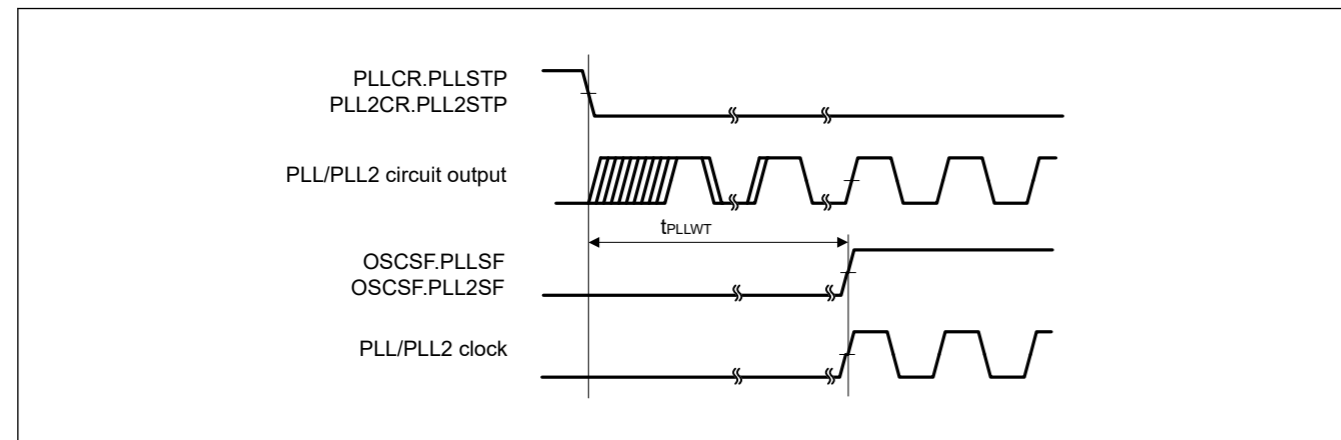 PLLCR.PLLSTP
PLL2CR.PLL2STP
PLL/PLL2 circuit output
tPLLWT
OSCSF.PLLSF
OSCSF.PLL2SF
PLL/PLL2 clock